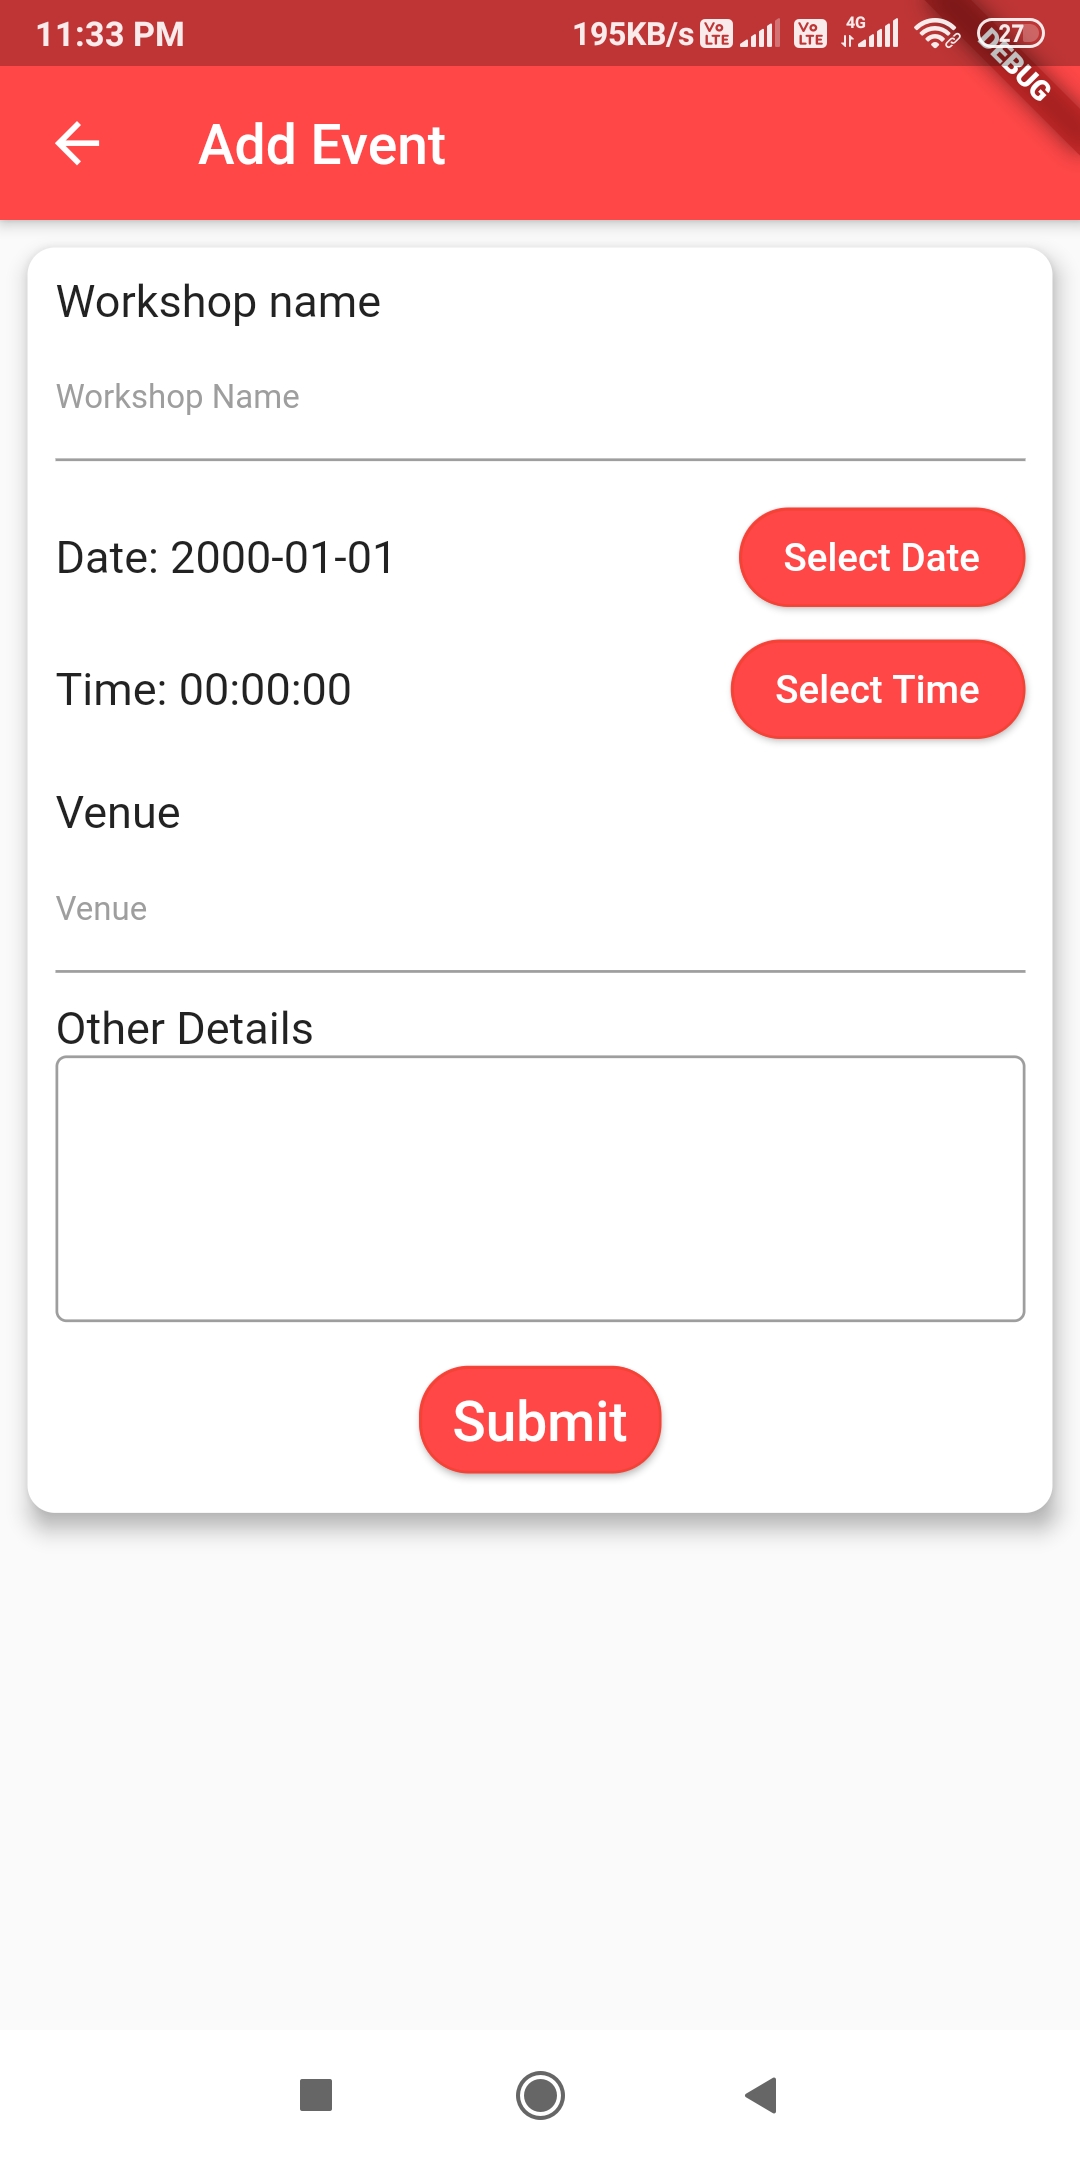 11:33 PM 195KB/s Vo LTE Vo LTE 4G 27
DEBUG
Add Event
Workshop name
Workshop Name
Date: 2000-01-01 Select Date
Time: 00:00:00 Select Time
Venue
Venue
Other Details
Submit